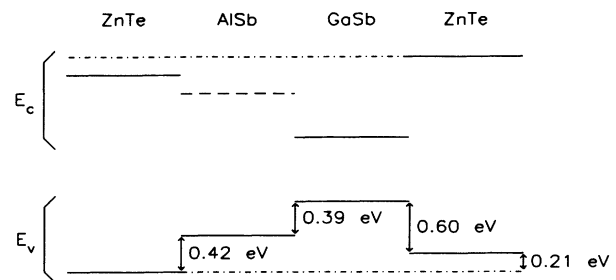 ZnTe AlSb GaSb ZnTe
E_c
E_v
0.39 eV
0.60 eV
0.42 eV
0.21 eV